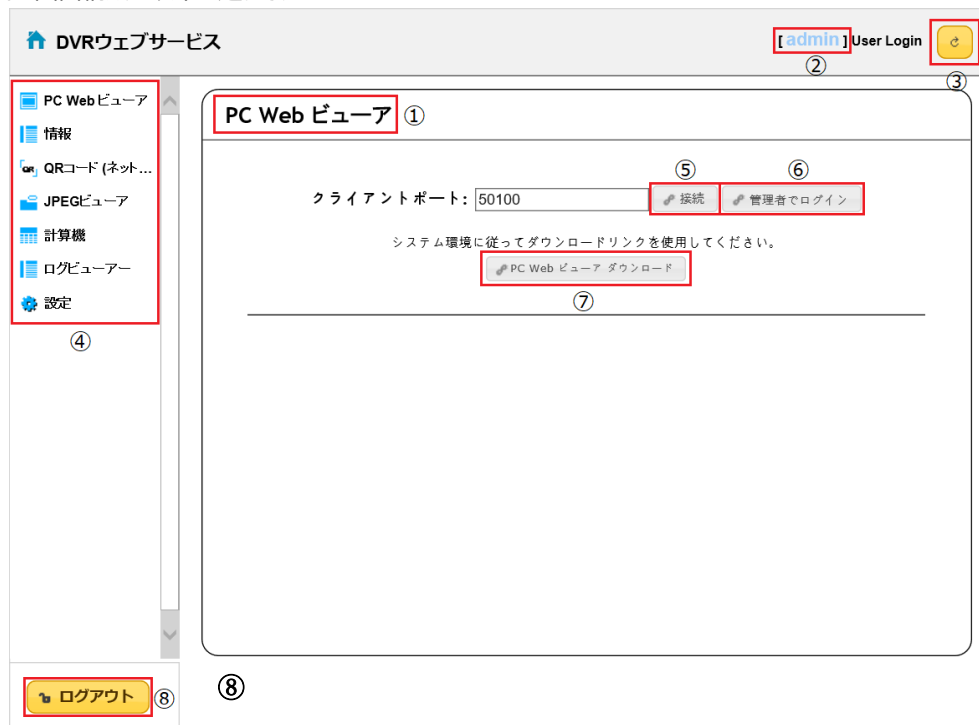 DVRウェブサービス
[ admin ] User Login
②
③
PC Web ビューア
情報
QRコード (ネット...
JPEGビューア
計算機
ログビューアー
設定
④
PC Web ビューア ①
⑤ ⑥
クライアントポート: 50100 接続 管理者でログイン
システム環境に従ってダウンロードリンクを使用してください。
PC Web ビューア ダウンロード
⑦
ログアウト ⑧
⑧